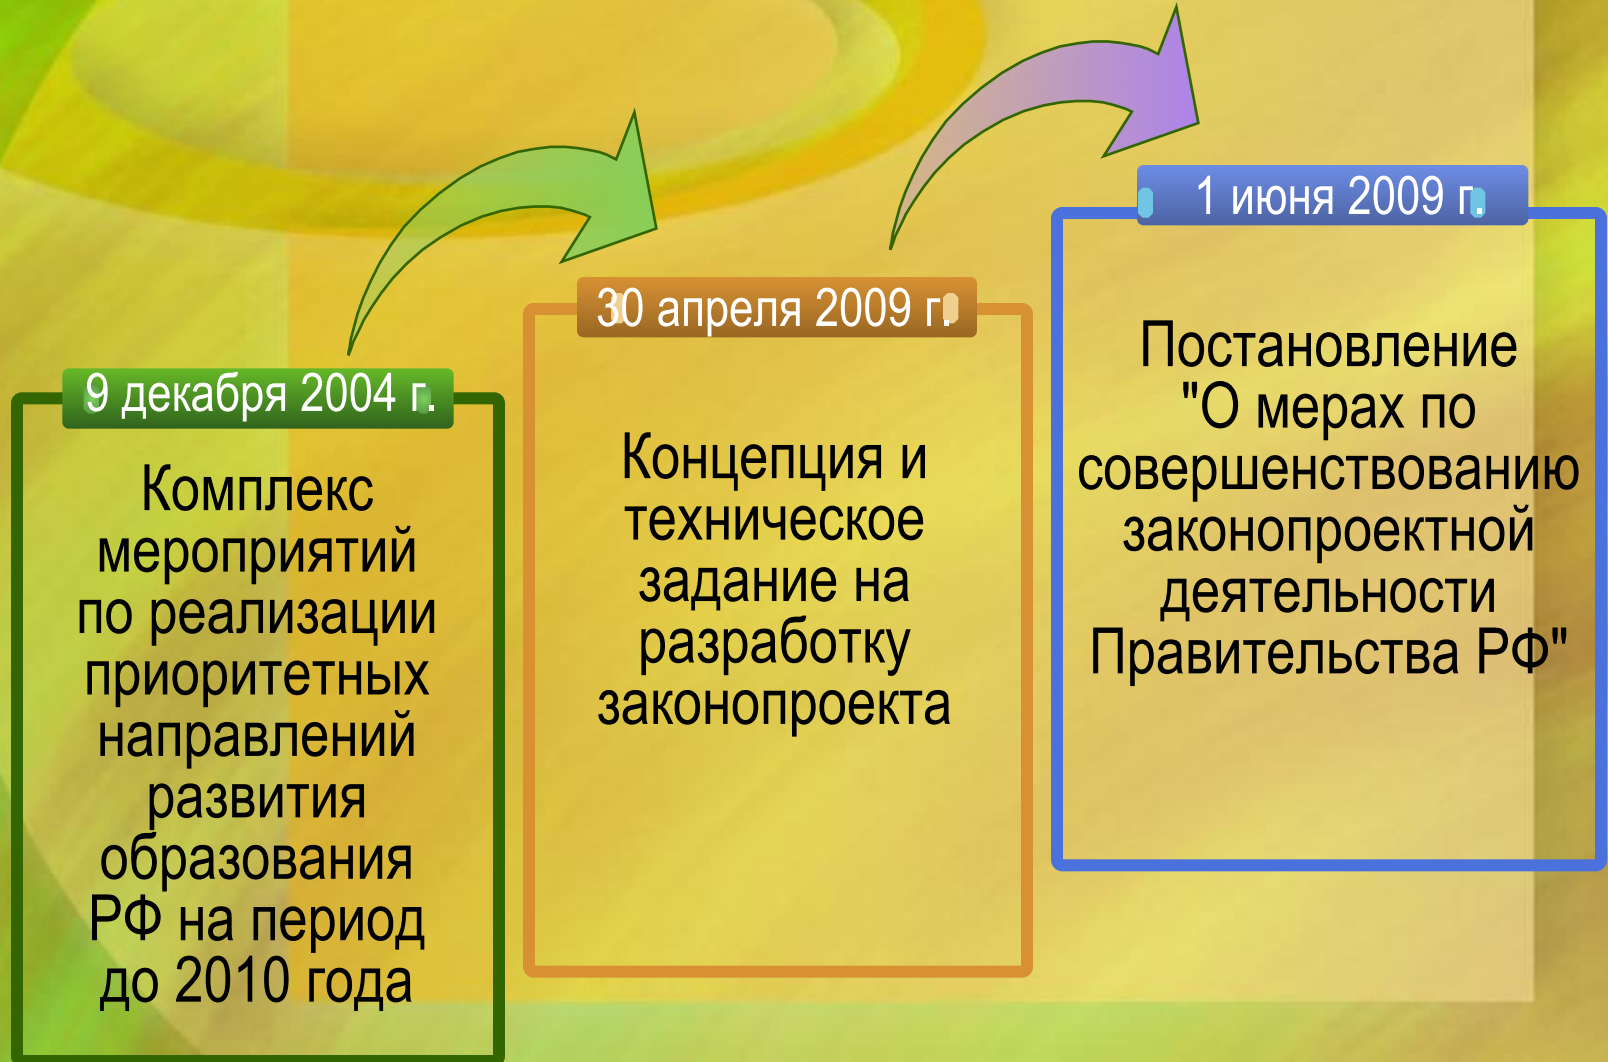 9 декабря 2004 г.
Комплекс
мероприятий
по реализации
приоритетных
направлений
развития
образования
РФ на период
до 2010 года
30 апреля 2009 г.
Концепция и
техническое
задание на
разработку
законопроекта
1 июня 2009 г.
Постановление
"О мерах по
совершенствованию
законопроектной
деятельности
Правительства РФ"